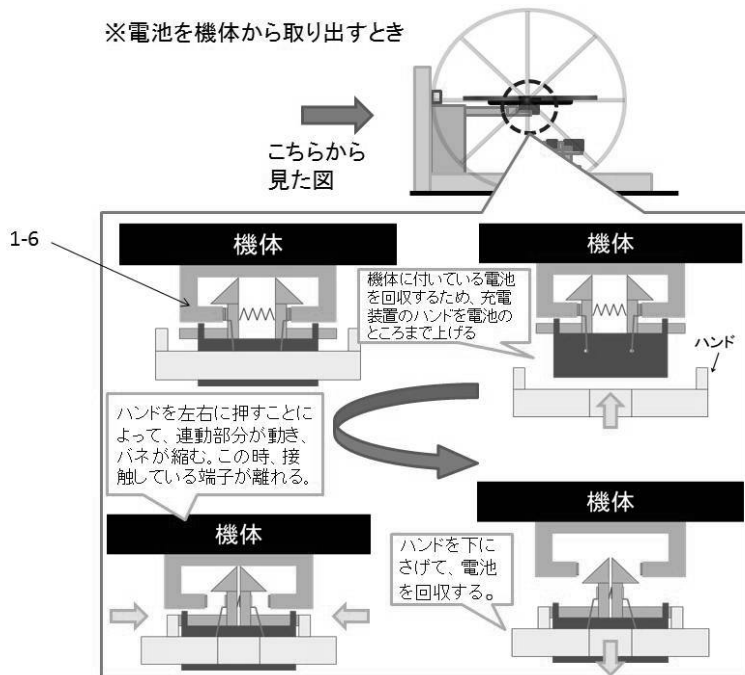 ※電池を機体から取り出すとき
こちらから
見た図
1-6
機体
機体
機体に付いている電池
を回収するため、充電
装置のハンドを電池の
ところまで上げる
ハンド
ハンドを左右に押すことに
よって、連動部分が動き、
バネが縮む。この時、接
触している端子が離れる。
機体
機体
ハンドを下に
さげて、電池
を回収する。